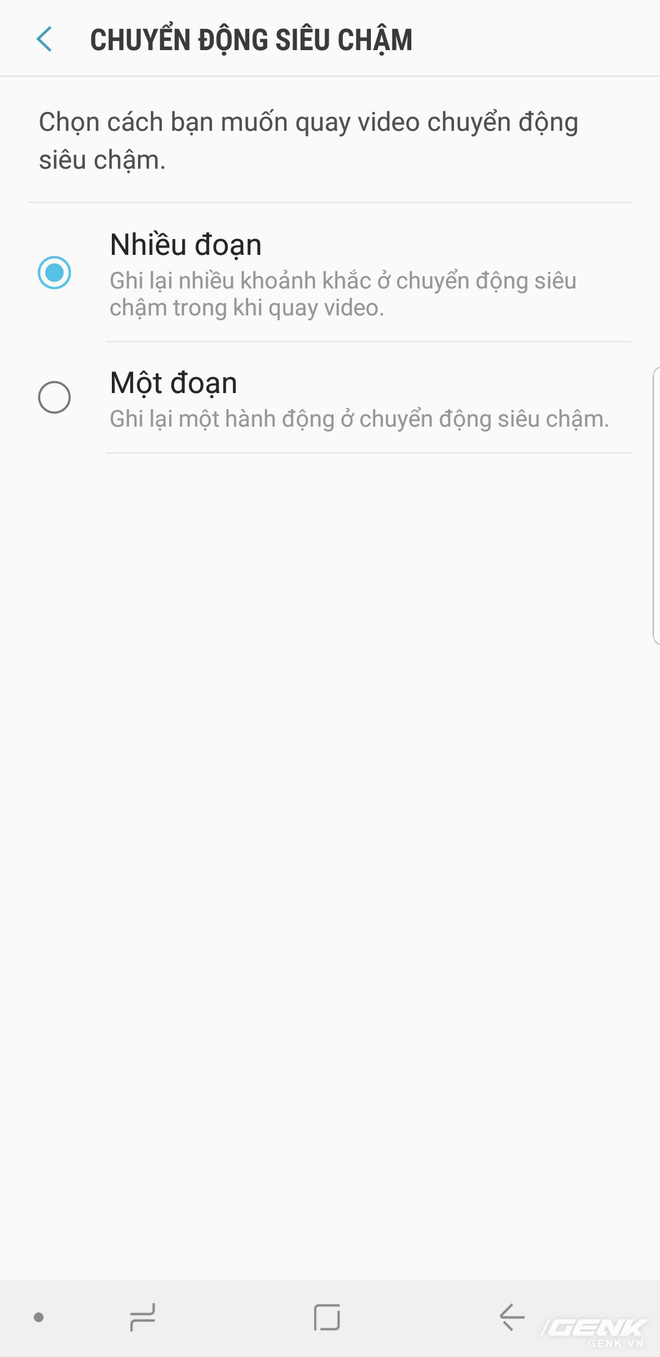 CHUYỂN ĐỘNG SIÊU CHẬM
Chọn cách bạn muốn quay video chuyển động
siêu chậm.
Nhiều đoạn
Ghi lại nhiều khoảnh khắc ở chuyển động siêu
chậm trong khi quay video.
Một đoạn
Ghi lại một hành động ở chuyển động siêu chậm.
GENK
GENK.VN